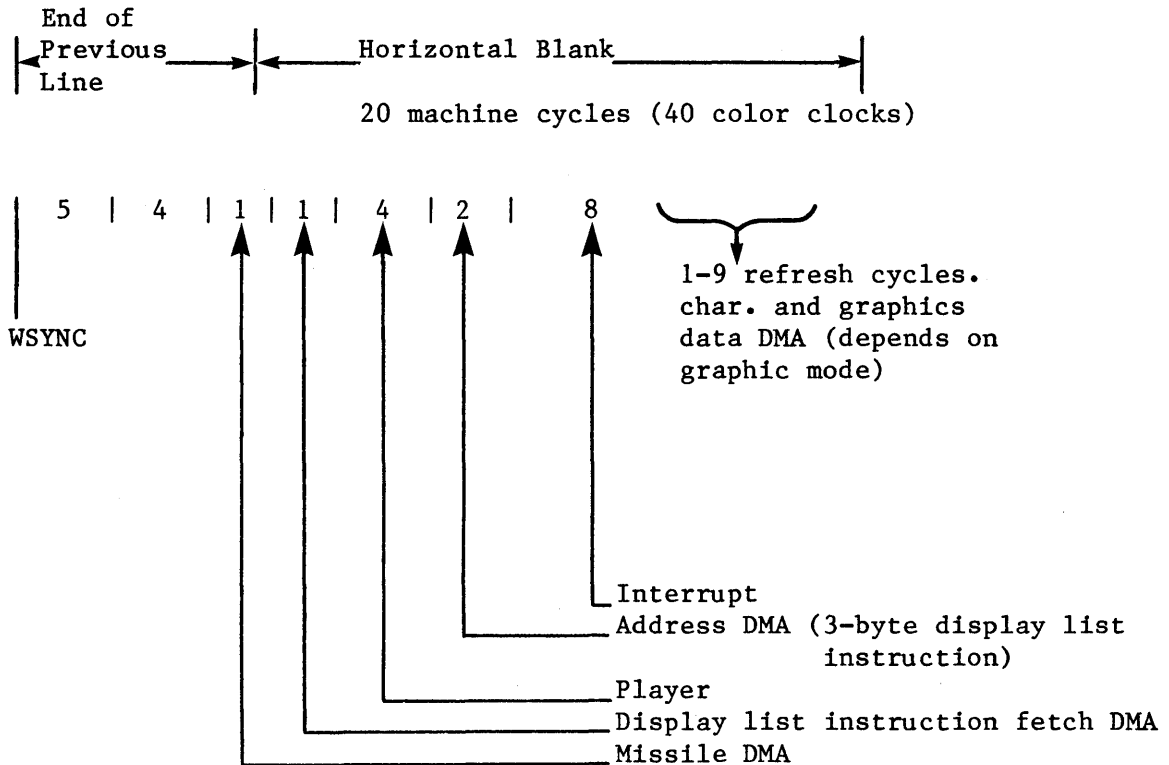 End of
Previous
Line
Horizontal Blank
20 machine cycles (40 color clocks)
5 | 4 | 1 | 1 | 4 | 2 | 8
WSYNC
1-9 refresh cycles.
char. and graphics
data DMA (depends on
graphic mode)
Interrupt
Address DMA (3-byte display list
instruction)
Player
Display list instruction fetch DMA
Missile DMA